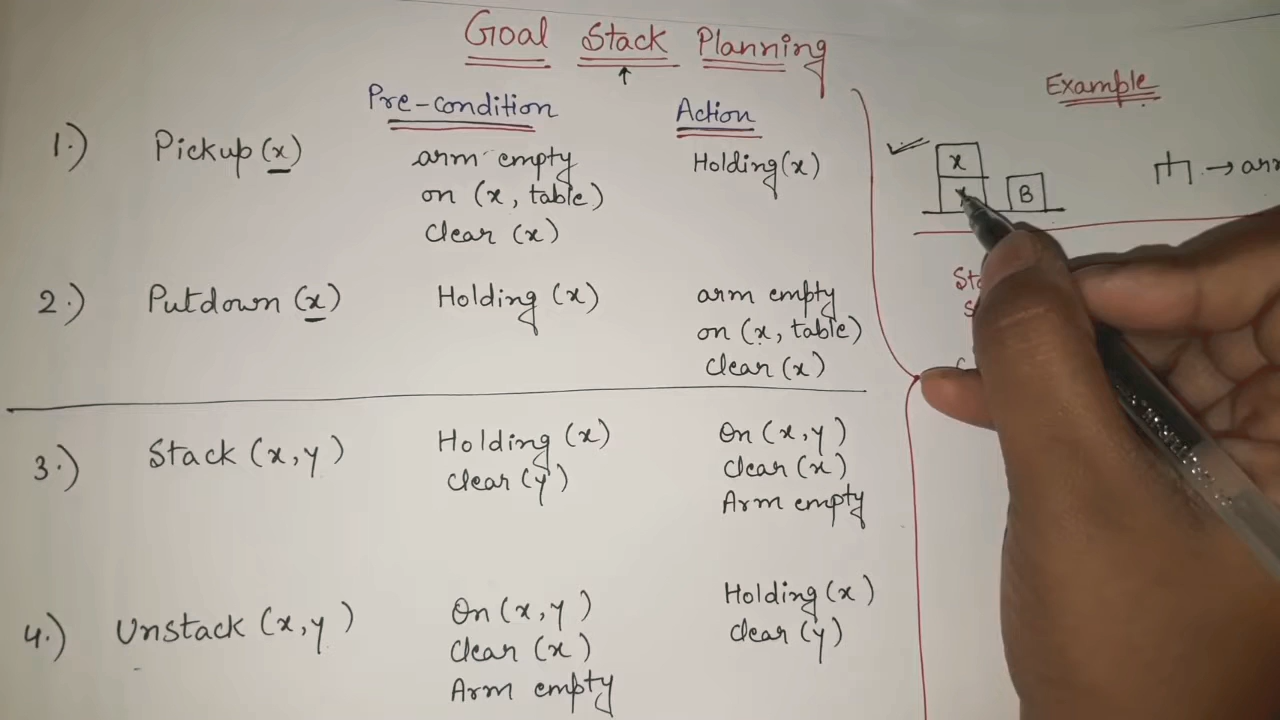 Goal Stack Planning
Pre-condition Action
1.) Pickup (x) arm empty Holding (x)
on (x, table)
clear (x)
2.) Putdown (x) Holding (x) arm empty
on (x, table)
clear (x)
3.) Stack (x, y) Holding (x) On (x, y)
clear (y) clear (x)
Arm empty
4.) Unstack (x, y) On (x, y) Holding (x)
clear (x) clear (y)
Arm empty
Example
x
B